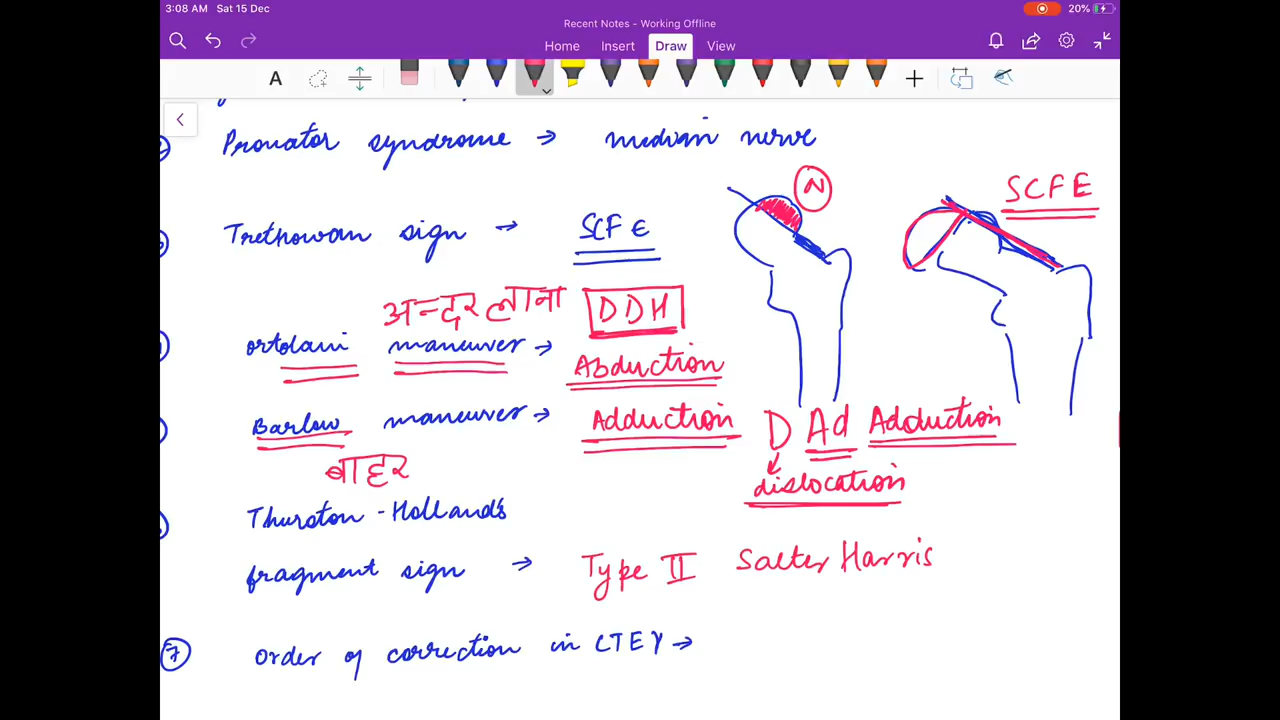 3:08 AM Sat 15 Dec
20%
Recent Notes - Working Offline
Home Insert Draw View
A
Pronator syndrome → median nerve
N
SCFE
Trethowan sign → SCFE
अन्दर लाना DDH
ortolani maneuver →
Abduction
Barlow maneuver → Adduction D Ad Adduction
बाहर
dislocation
Thurston - Holland's
fragment sign → Type II Salter Harris
7 Order of correction in CTEV →